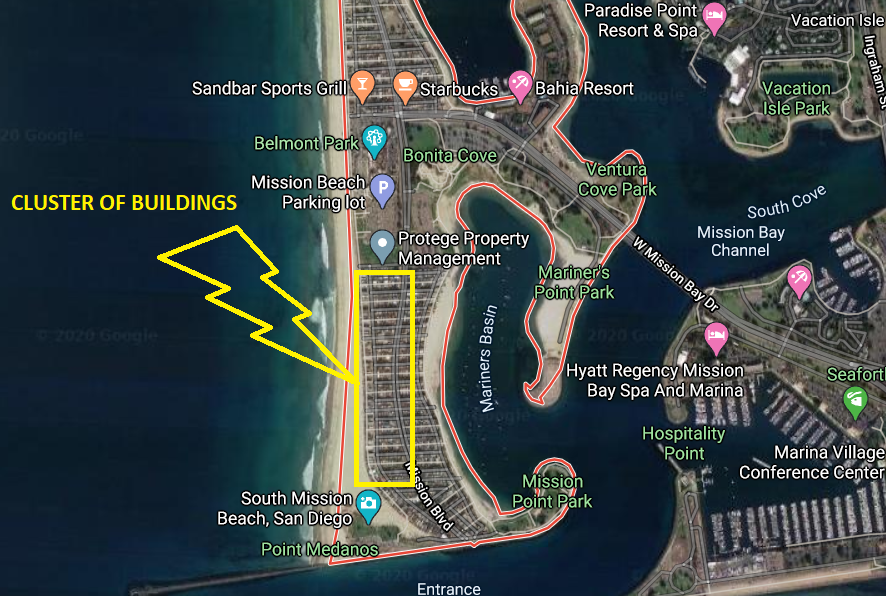 Paradise Point
Resort & Spa
Vacation Isle
Ingraham St
Sandbar Sports Grill
Starbucks
Bahia Resort
Vacation
Isle Park
© 2020 Google
Belmont Park
Bonita Cove
Ventura
Cove Park
Mission Beach
Parking lot
CLUSTER OF BUILDINGS
South Cove
Mission Bay
Channel
Protege Property
Management
W Mission Bay Dr
Mariner's
Point Park
Mariners Basin
© 2020 Google
Hyatt Regency Mission
Bay Spa And Marina
Seaforth
Hospitality
Point
Marina Village
Conference Center
Mission Blvd
Mission
Point Park
South Mission
Beach, San Diego
Point Medanos
© 2020 Google
Entrance